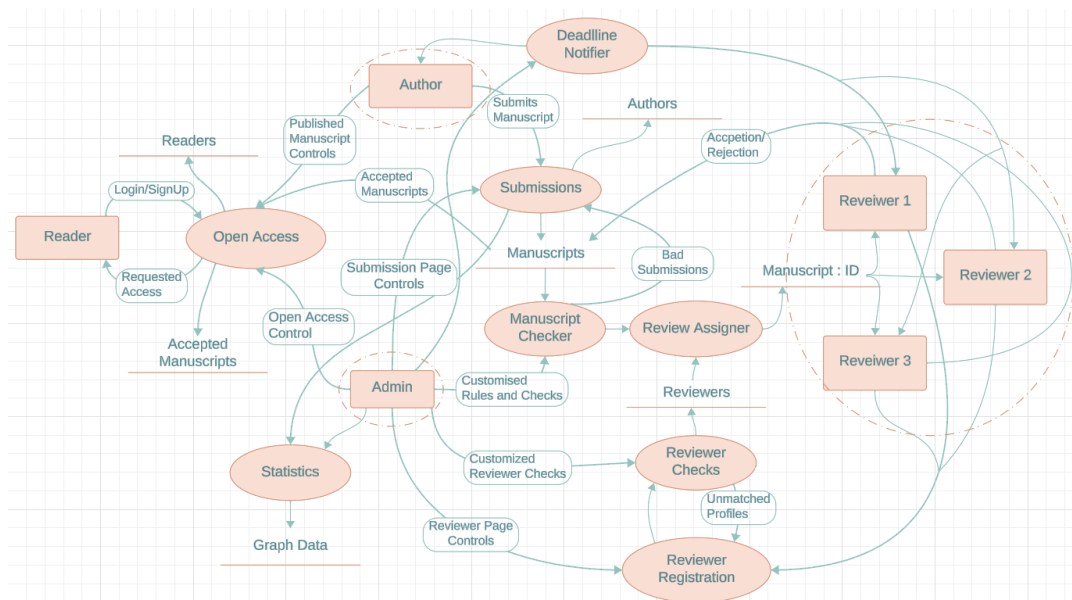 Deadlline
Notifier
Author
Submits
Manuscript
Authors
Published
Manuscript
Controls
Readers
Accpetion/
Rejection
Login/SignUp
Accepted
Manuscripts
Submissions
Reveiwer 1
Reader
Open Access
Manuscripts
Bad
Submissions
Requested
Access
Submission Page
Controls
Manuscript : ID
Reviewer 2
Open Access
Control
Manuscript
Checker
Review Assigner
Accepted
Manuscripts
Reveiwer 3
Admin
Customised
Rules and Checks
Reviewers
Statistics
Customized
Reviewer Checks
Reviewer
Checks
Unmatched
Profiles
Reviewer Page
Controls
Graph Data
Reviewer
Registration